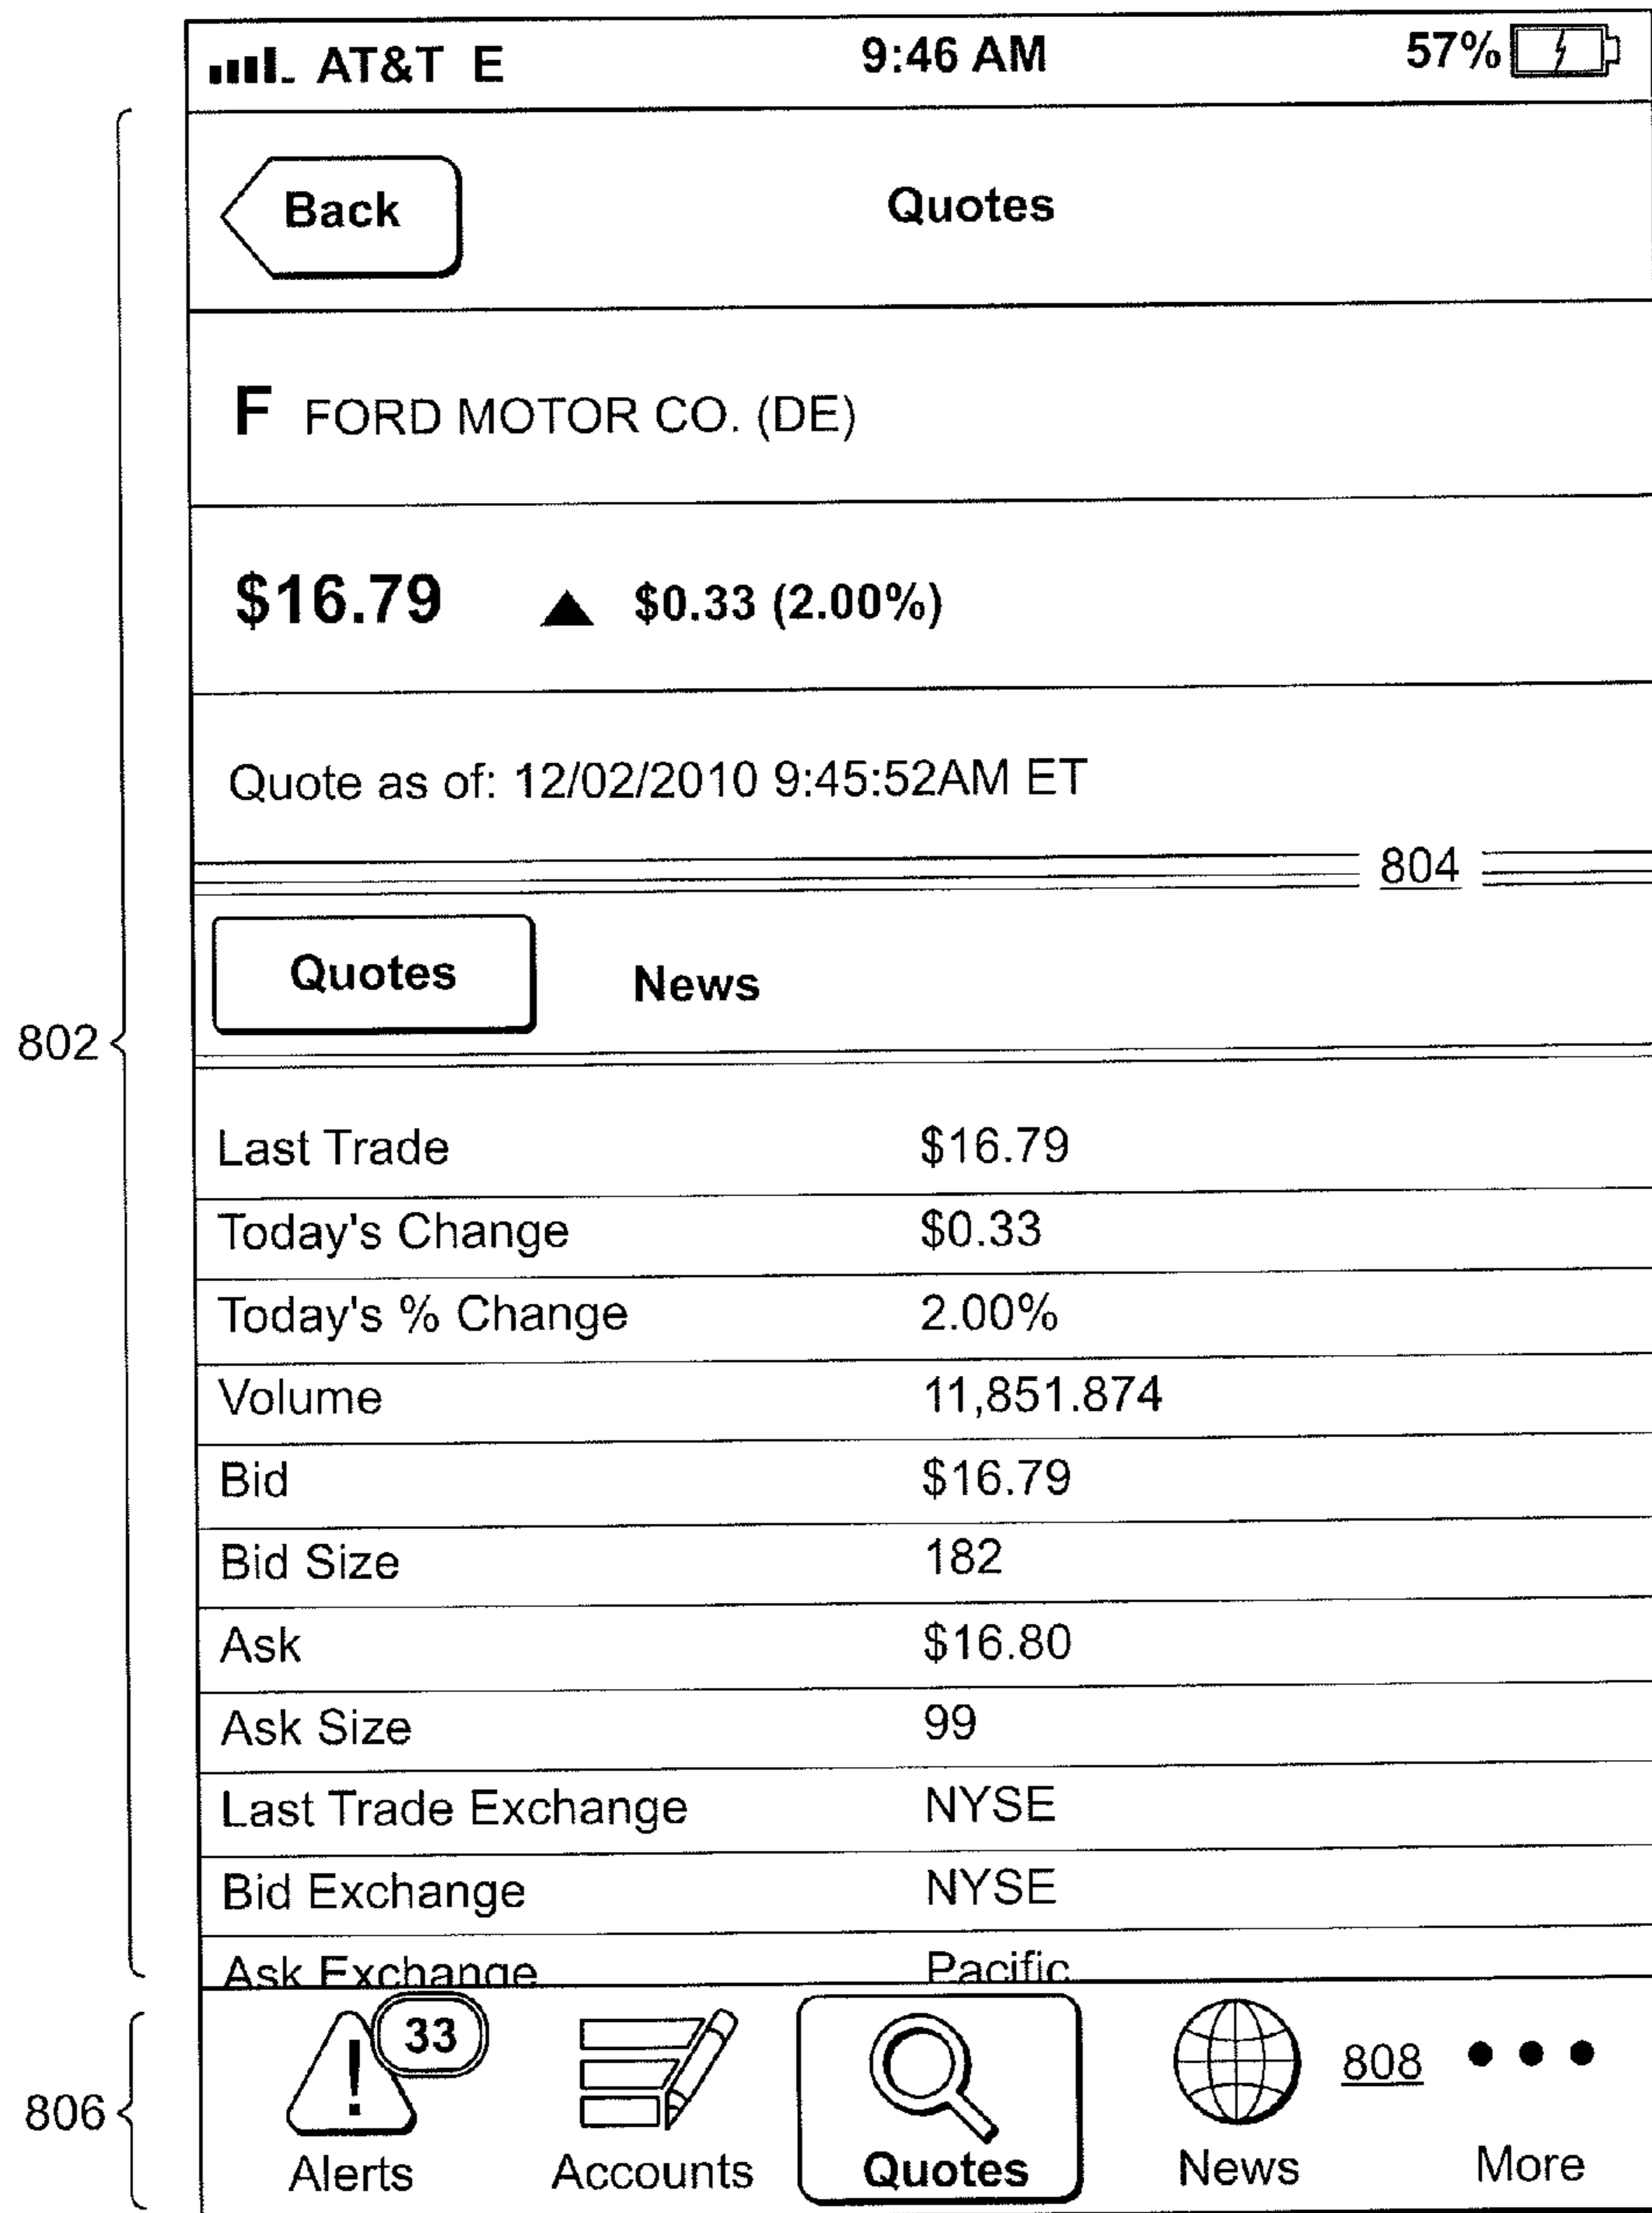 AT&T E 9:46 AM 57%
Back Quotes
F FORD MOTOR CO. (DE)
$16.79 ▲ $0.33 (2.00%)
Quote as of: 12/02/2010 9:45:52AM ET
804
Quotes News
802
Last Trade $16.79
Today's Change $0.33
Today's % Change 2.00%
Volume 11,851.874
Bid $16.79
Bid Size 182
Ask $16.80
Ask Size 99
Last Trade Exchange NYSE
Bid Exchange NYSE
Ask Exchange Pacific
! 33 808
806
Alerts Accounts Quotes News More